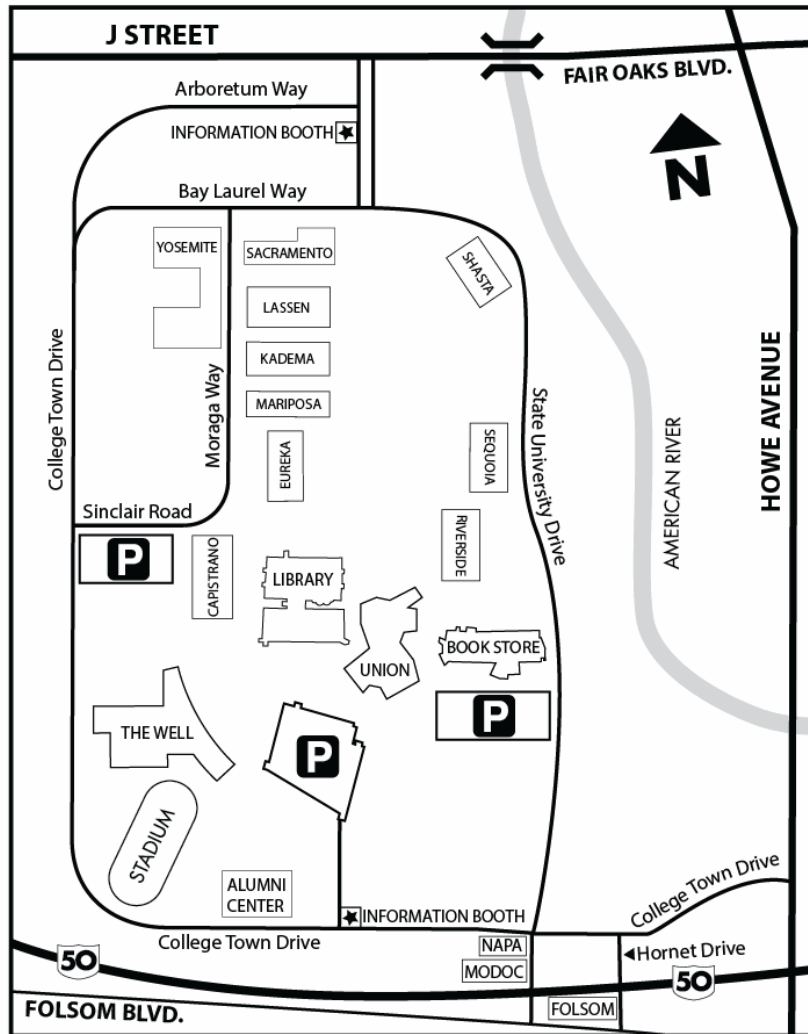 J STREET
FAIR OAKS BLVD.
Arboretum Way
INFORMATION BOOTH
N
Bay Laurel Way
YOSEMITE
SACRAMENTO
SHASTA
LASSEN
KADEMA
MARIPOSA
College Town Drive
Moraga Way
EUREKA
SEQUOIA
State University Drive
AMERICAN RIVER
HOWE AVENUE
Sinclair Road
P
CAPISTRANO
LIBRARY
RIVERSIDE
UNION
BOOK STORE
P
THE WELL
P
STADIUM
ALUMNI
CENTER
INFORMATION BOOTH
College Town Drive
College Town Drive
NAPA
MODOC
Hornet Drive
50
50
FOLSOM
FOLSOM BLVD.